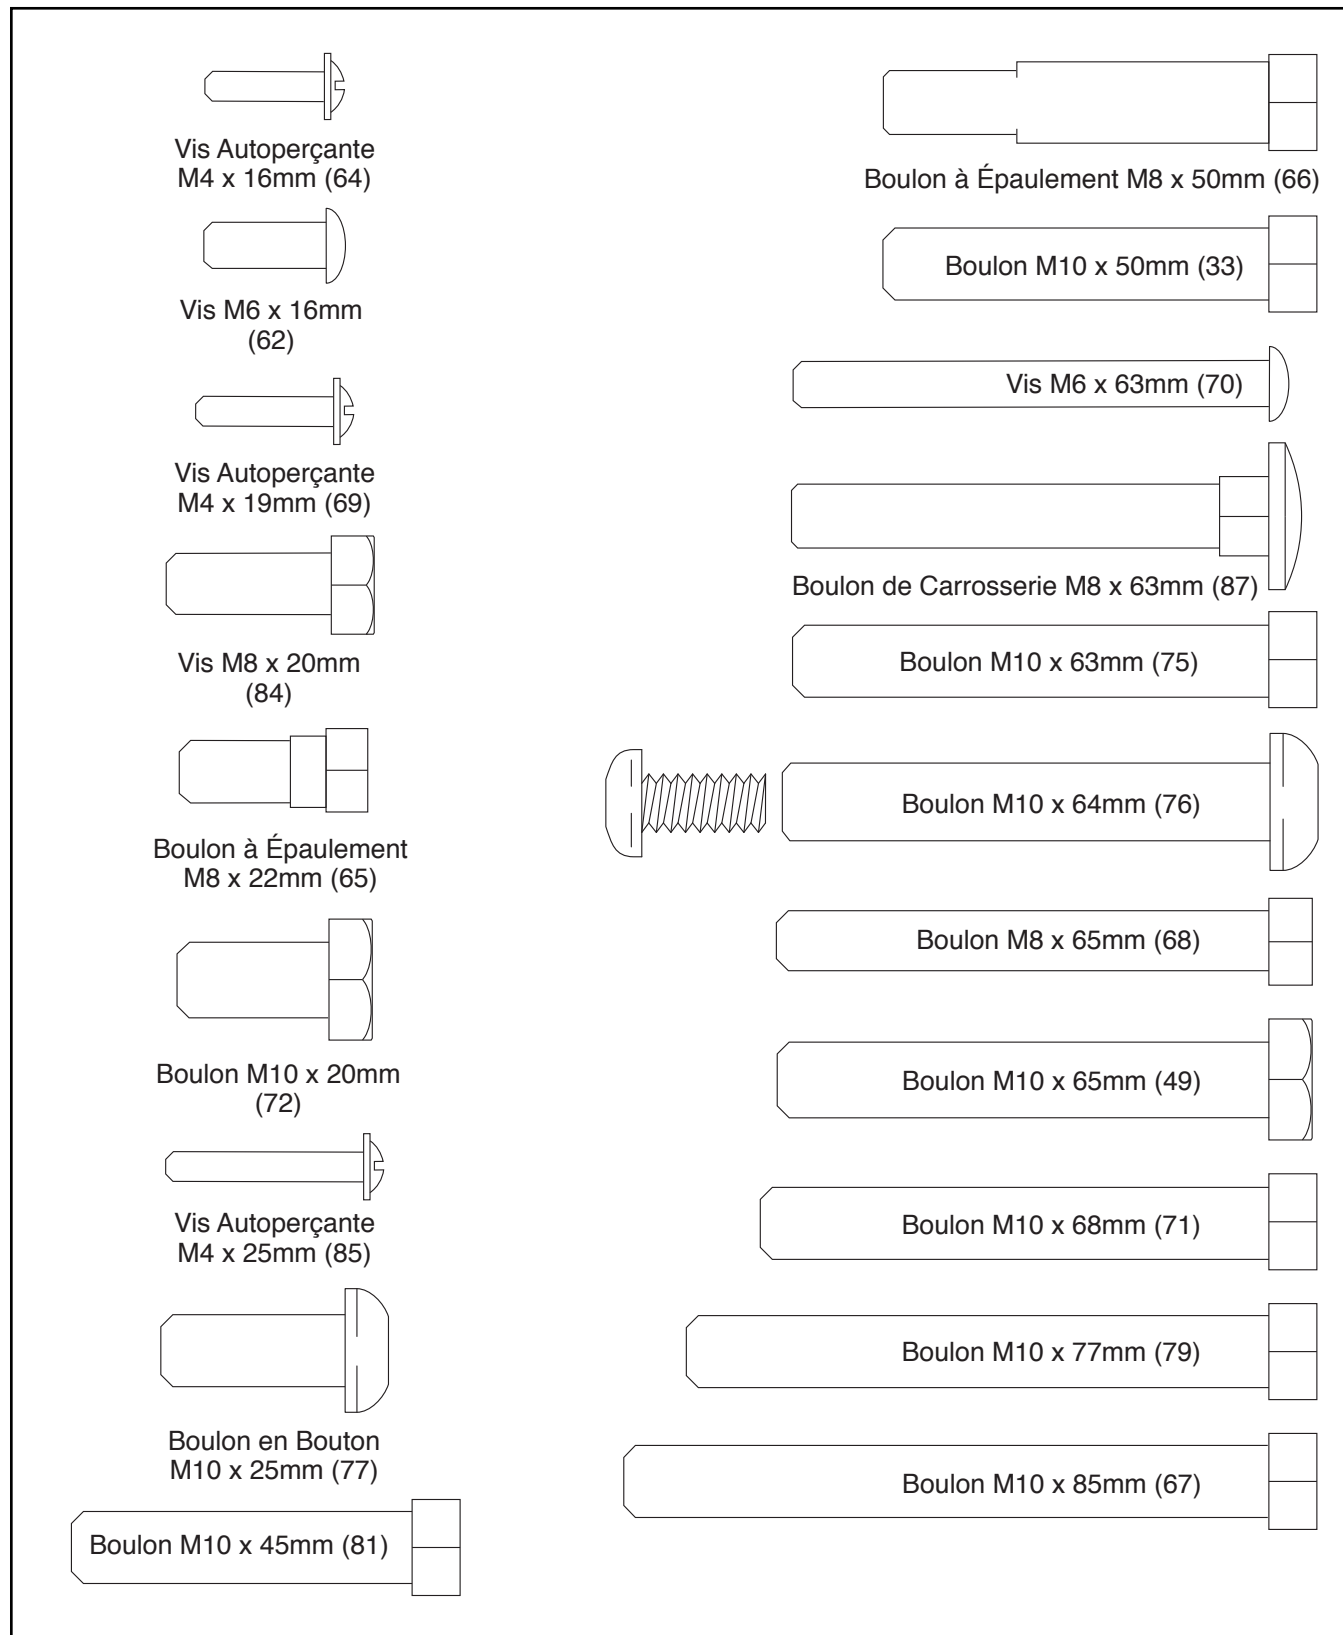 Vis Autoperçante
M4 x 16mm (64)
Vis M6 x 16mm
(62)
Vis Autoperçante
M4 x 19mm (69)
Vis M8 x 20mm
(84)
Boulon à Épaulement
M8 x 22mm (65)
Boulon M10 x 20mm
(72)
Vis Autoperçante
M4 x 25mm (85)
Boulon en Bouton
M10 x 25mm (77)
Boulon M10 x 45mm (81)
Boulon à Épaulement M8 x 50mm (66)
Boulon M10 x 50mm (33)
Vis M6 x 63mm (70)
Boulon de Carrosserie M8 x 63mm (87)
Boulon M10 x 63mm (75)
Boulon M10 x 64mm (76)
Boulon M8 x 65mm (68)
Boulon M10 x 65mm (49)
Boulon M10 x 68mm (71)
Boulon M10 x 77mm (79)
Boulon M10 x 85mm (67)